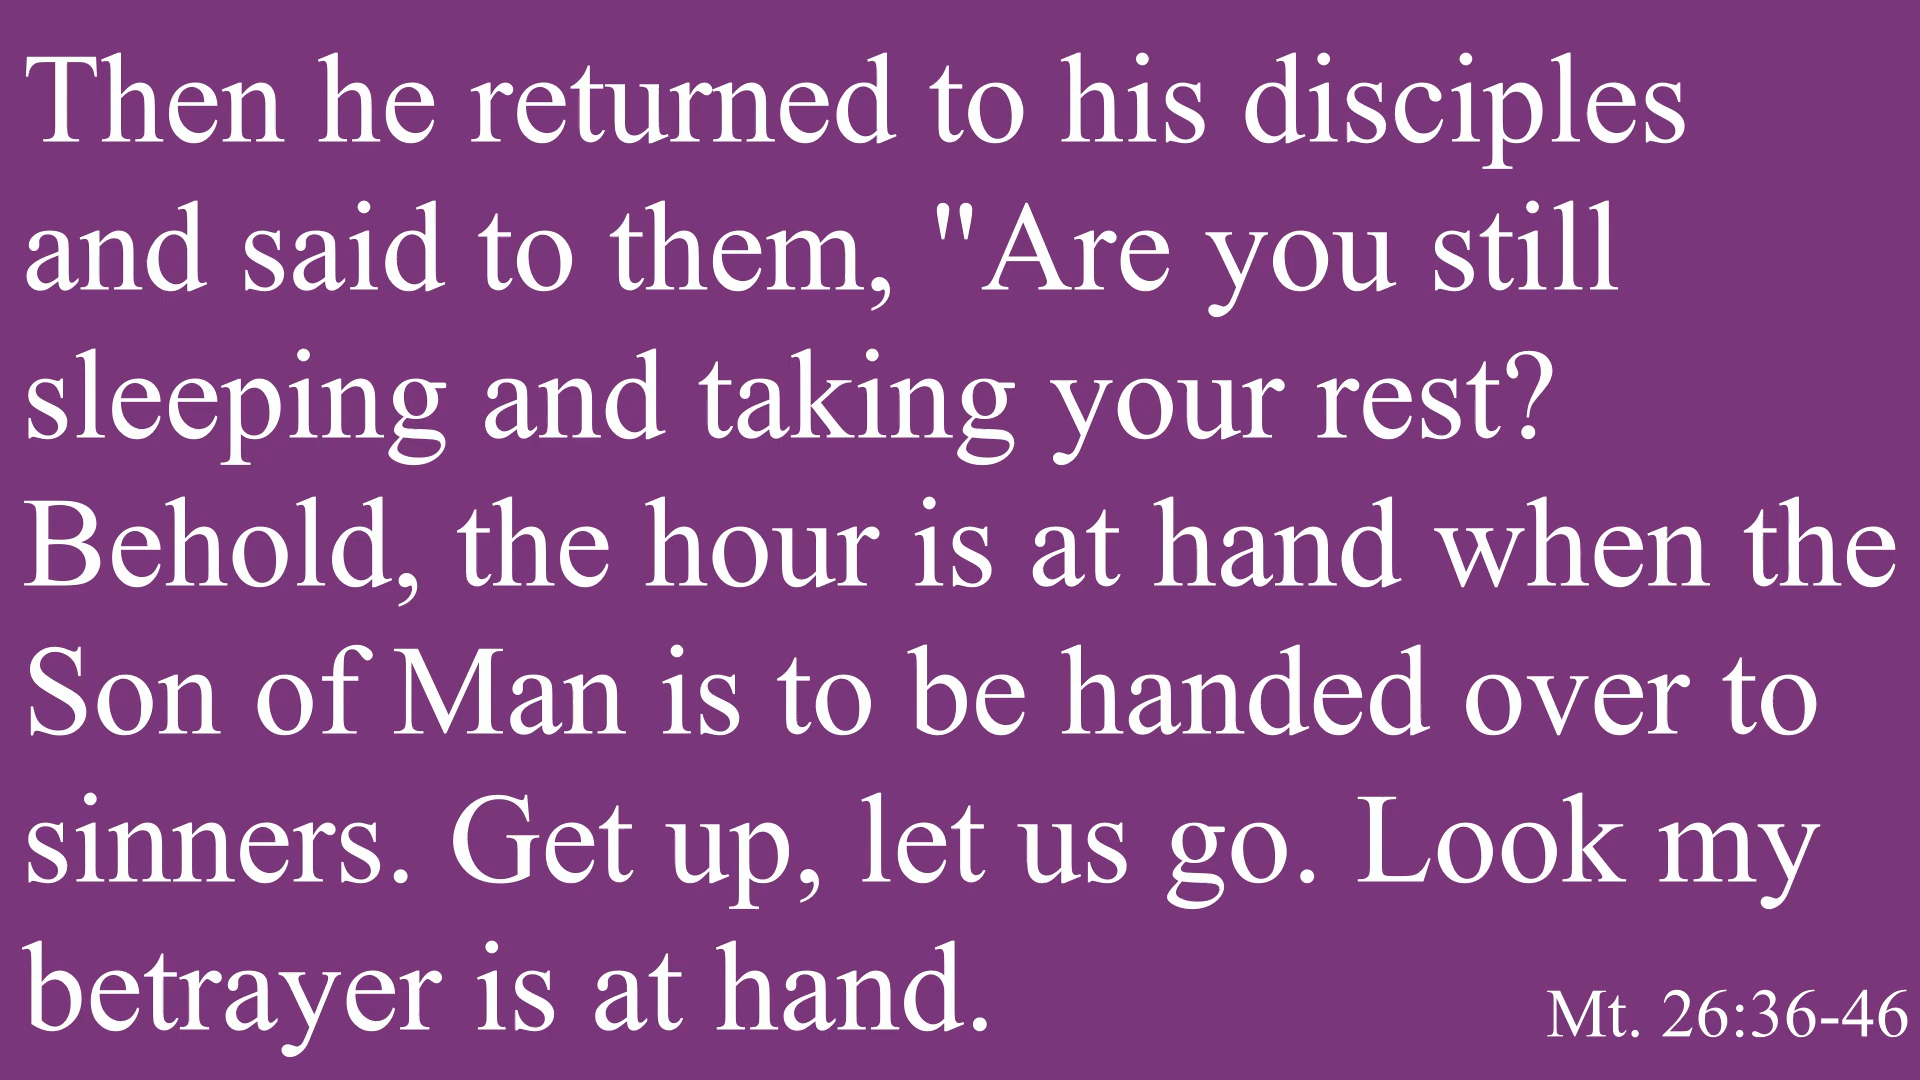 Then he returned to his disciples
and said to them, "Are you still
sleeping and taking your rest?
Behold, the hour is at hand when the
Son of Man is to be handed over to
sinners. Get up, let us go. Look my
betrayer is at hand.
Mt. 26:36-46